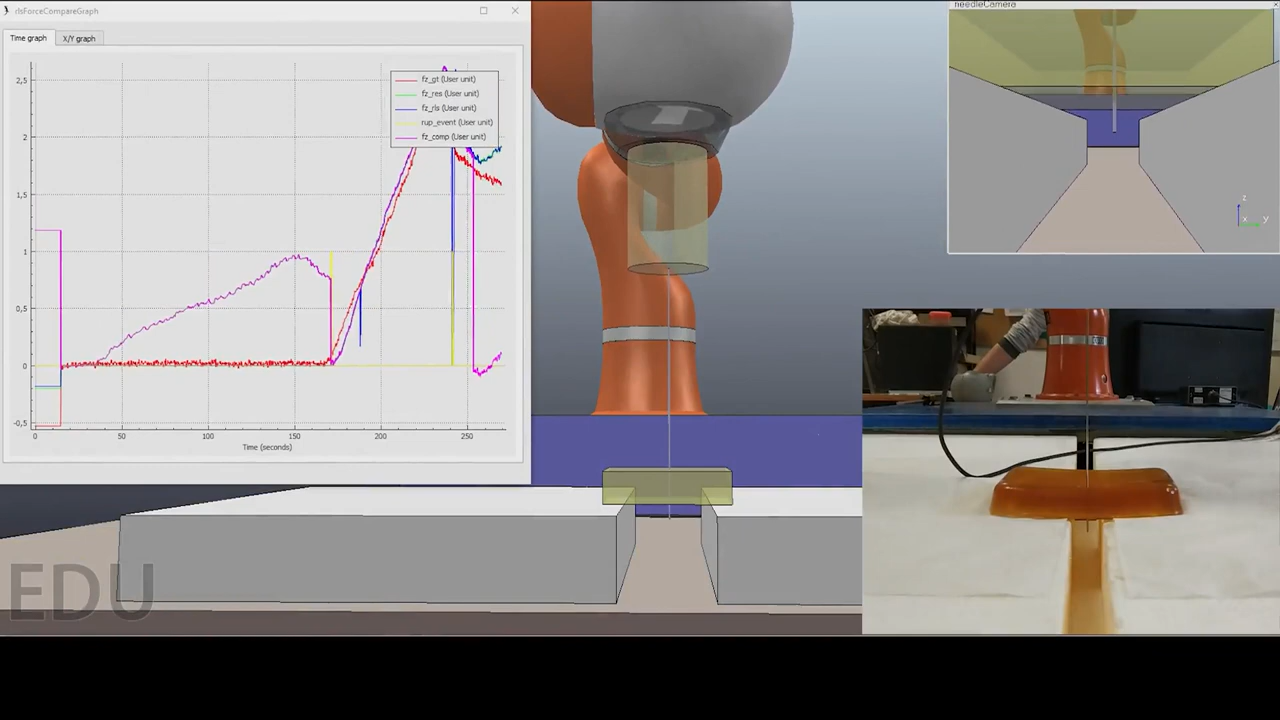 rlsForceCompareGraph
Time graph
X/Y graph
fz_gt (User unit)
fz_res (User unit)
fz_rls (User unit)
rup_event (User unit)
fz_comp (User unit)
2,5
2
1,5
1
0,5
0
-0,5
0
50
100
150
200
250
Time (seconds)
needleCamera
z
x
y
EDU